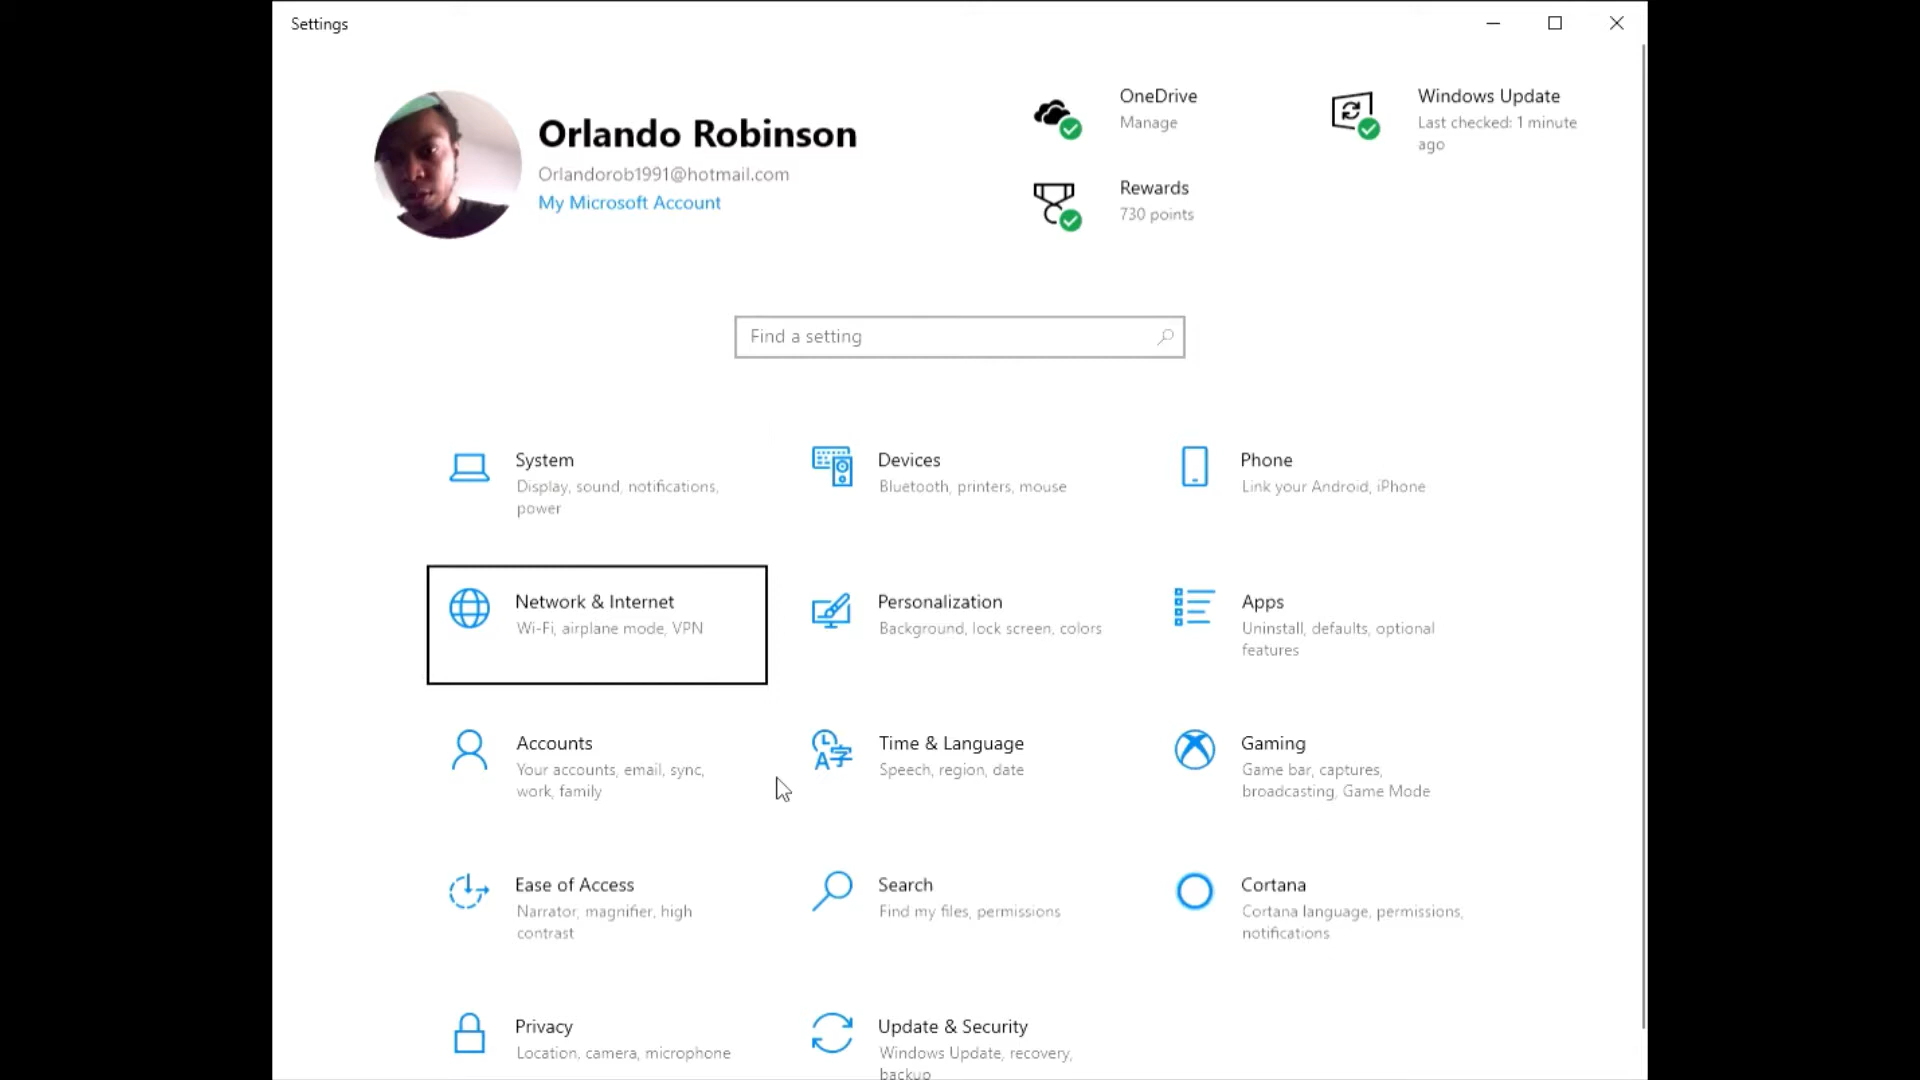 Settings
Orlando Robinson
Orlandorob1991@hotmail.com
My Microsoft Account
OneDrive
Manage
Windows Update
Last checked: 1 minute
ago
Rewards
730 points
Find a setting
System
Display, sound, notifications,
power
Devices
Bluetooth, printers, mouse
Phone
Link your Android, iPhone
Network & Internet
Wi-Fi, airplane mode, VPN
Personalization
Background, lock screen, colors
Apps
Uninstall, defaults, optional
features
Accounts
Your accounts, email, sync,
work, family
Time & Language
Speech, region, date
Gaming
Game bar, captures,
broadcasting, Game Mode
Ease of Access
Narrator, magnifier, high
contrast
Search
Find my files, permissions
Cortana
Cortana language, permissions,
notifications
Privacy
Location, camera, microphone
Update & Security
Windows Update, recovery,
backup